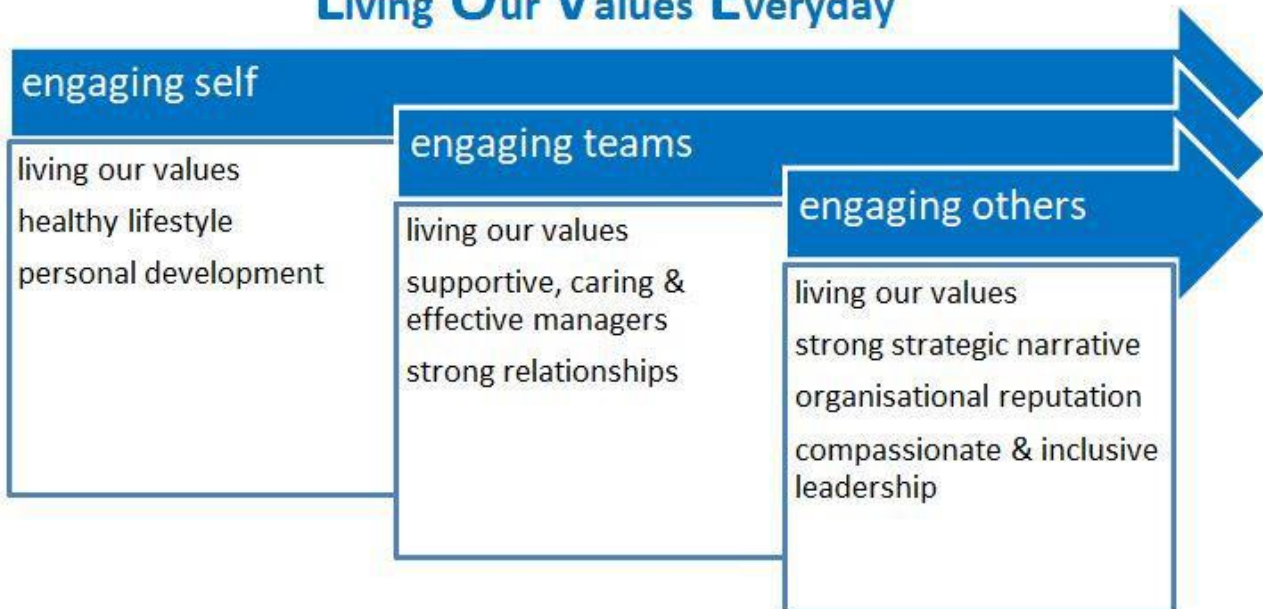 Living Our Values Everyday
engaging self
living our values
healthy lifestyle
personal development
engaging teams
living our values
supportive, caring &
effective managers
strong relationships
engaging others
living our values
strong strategic narrative
organisational reputation
compassionate & inclusive
leadership